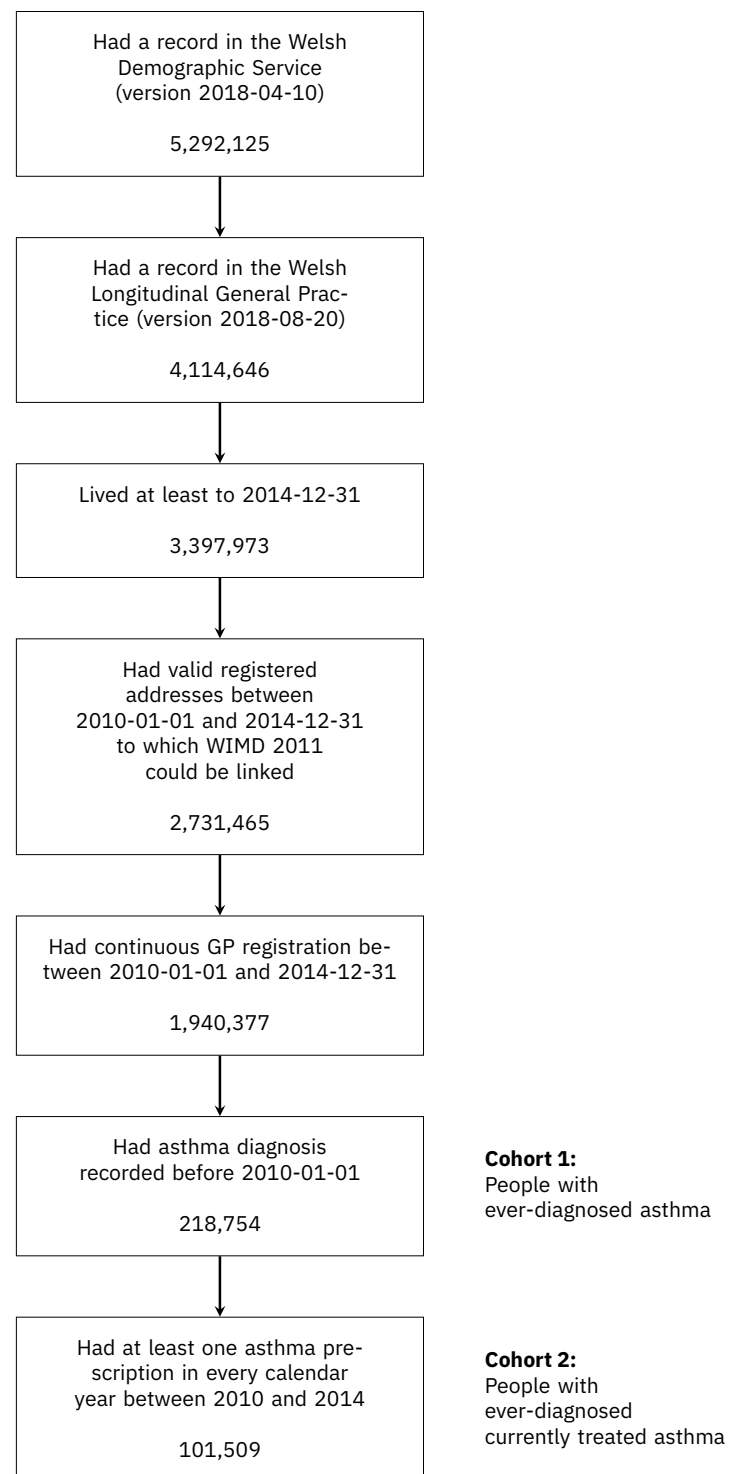 Had a record in the Welsh
Demographic Service
(version 2018-04-10)
5,292,125
Had a record in the Welsh
Longitudinal General Prac-
tice (version 2018-08-20)
4,114,646
Lived at least to 2014-12-31
3,397,973
Had valid registered
addresses between
2010-01-01 and 2014-12-31
to which WIMD 2011
could be linked
2,731,465
Had continuous GP registration be-
tween 2010-01-01 and 2014-12-31
1,940,377
Had asthma diagnosis
recorded before 2010-01-01
218,754
Cohort 1:
People with
ever-diagnosed asthma
Had at least one asthma pre-
scription in every calendar
year between 2010 and 2014
101,509
Cohort 2:
People with
ever-diagnosed
currently treated asthma